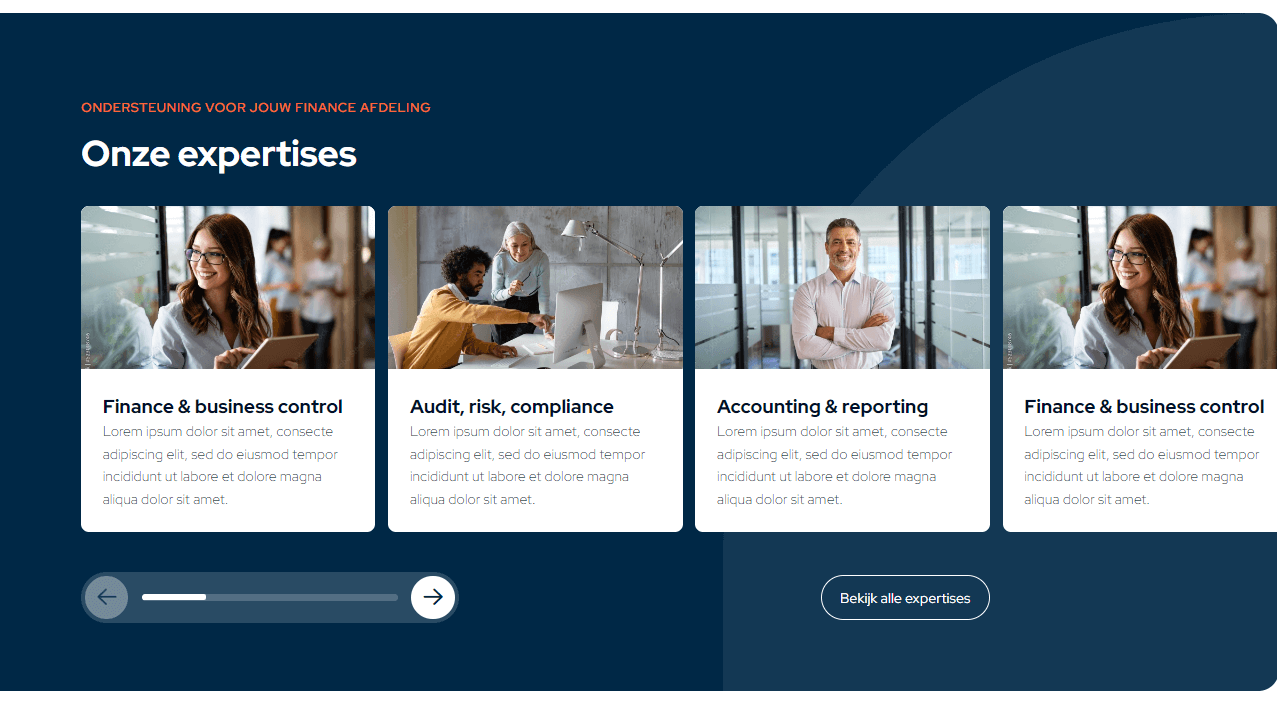 ONDERSTEUNING VOOR JOUW FINANCE AFDELING
Onze expertises
Finance & business control
Lorem ipsum dolor sit amet, consecte
adipiscing elit, sed do eiusmod tempor
incididunt ut labore et dolore magna
aliqua dolor sit amet.
Audit, risk, compliance
Lorem ipsum dolor sit amet, consecte
adipiscing elit, sed do eiusmod tempor
incididunt ut labore et dolore magna
aliqua dolor sit amet.
Accounting & reporting
Lorem ipsum dolor sit amet, consecte
adipiscing elit, sed do eiusmod tempor
incididunt ut labore et dolore magna
aliqua dolor sit amet.
Finance & business control
Lorem ipsum dolor sit amet, consecte
adipiscing elit, sed do eiusmod tempor
incididunt ut labore et dolore magna
aliqua dolor sit amet.
Bekijk alle expertises